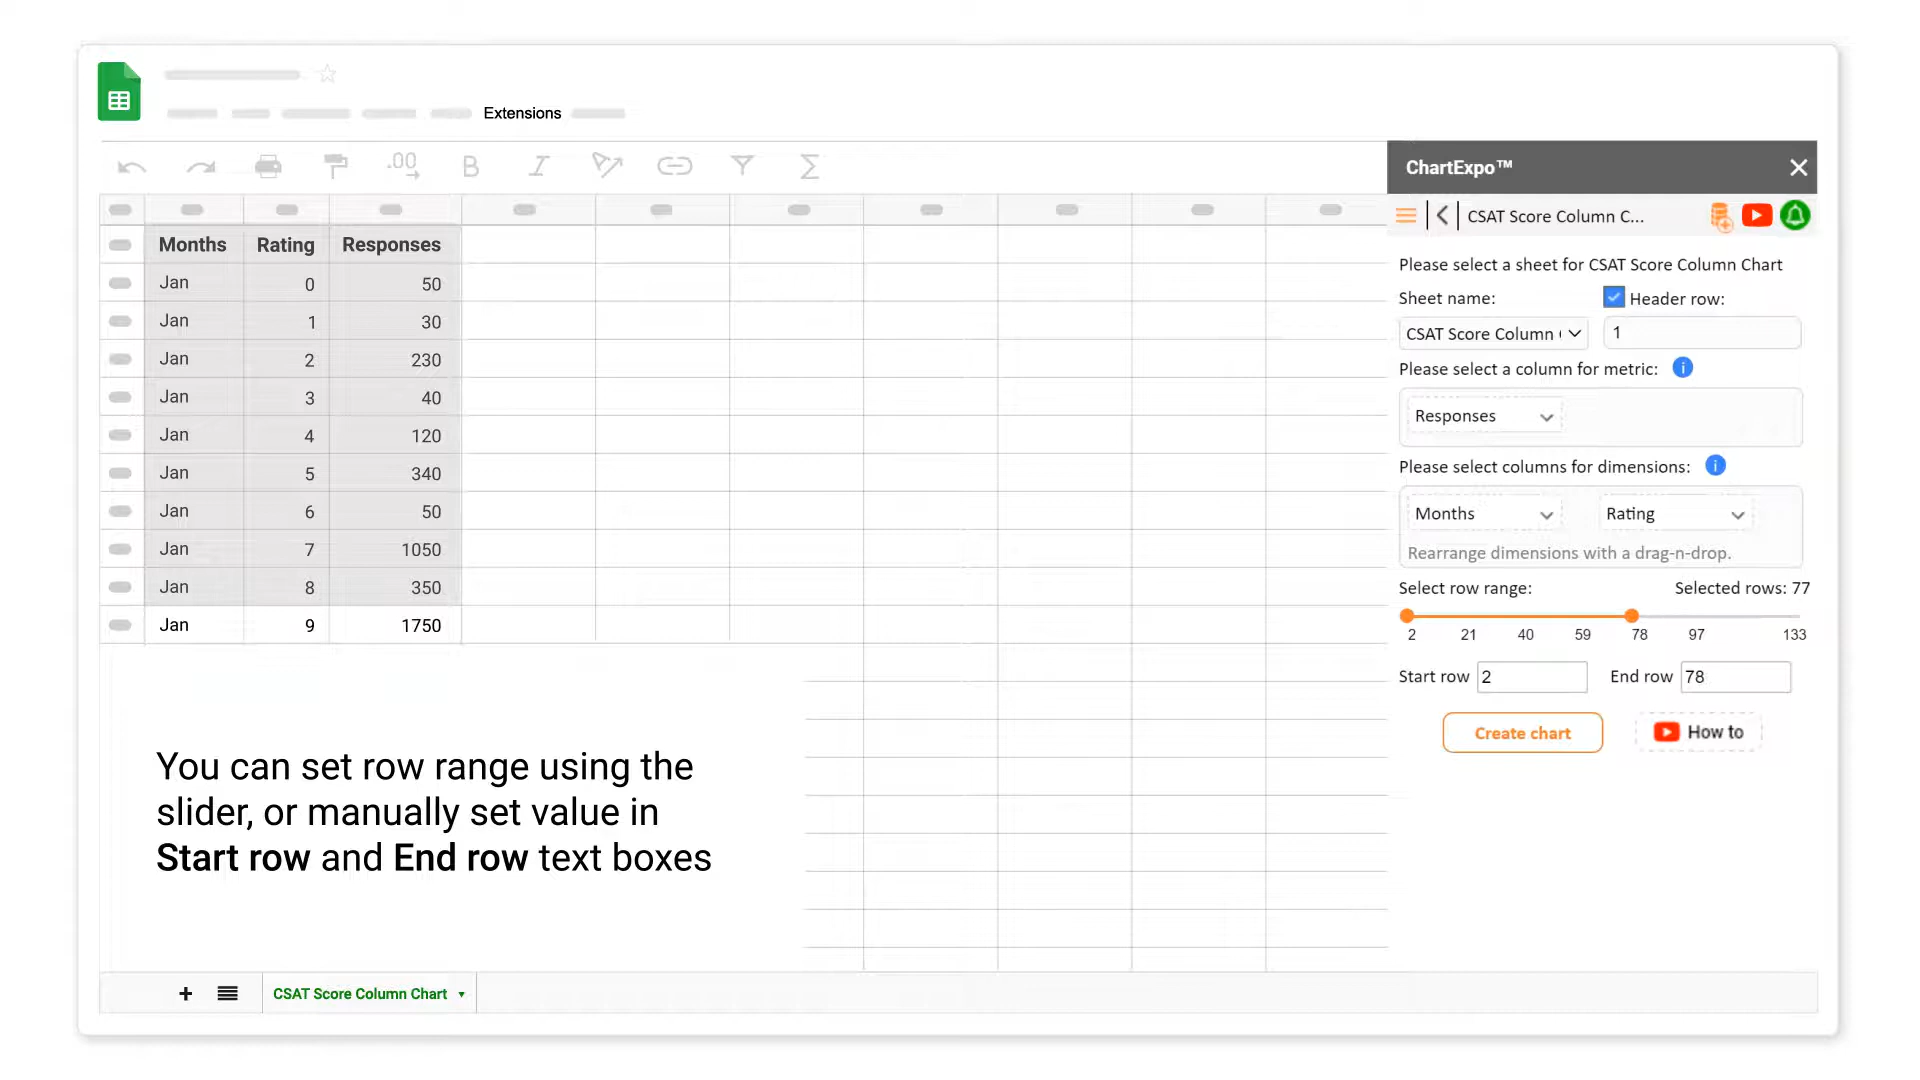 Extensions
.00
B
I
Σ
ChartExpo™
CSAT Score Column C...
Months Rating Responses
Jan 0 50
Jan 1 30
Jan 2 230
Jan 3 40
Jan 4 120
Jan 5 340
Jan 6 50
Jan 7 1050
Jan 8 350
Jan 9 1750
Please select a sheet for CSAT Score Column Chart
Sheet name: Header row:
CSAT Score Column 1
Please select a column for metric:
Responses
Please select columns for dimensions:
Months Rating
Rearrange dimensions with a drag-n-drop.
Select row range: Selected rows: 77
2 21 40 59 78 97 133
Start row 2 End row 78
Create chart How to
You can set row range using the
slider, or manually set value in
Start row and End row text boxes
CSAT Score Column Chart